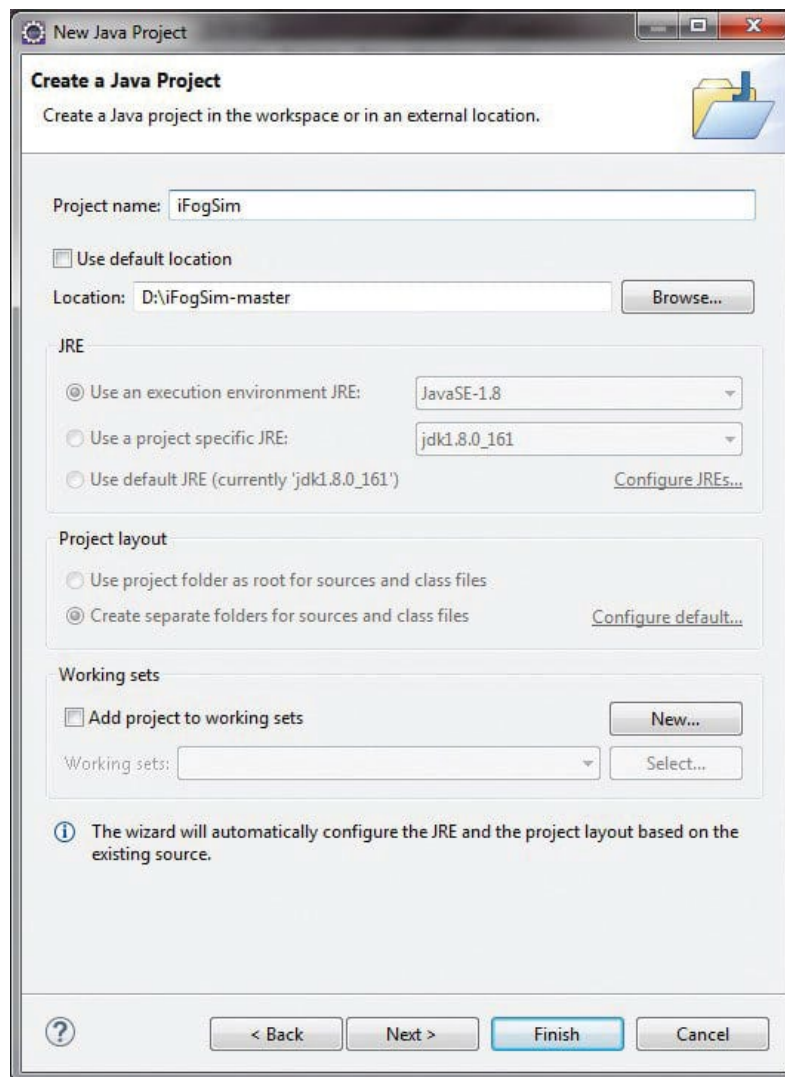 New Java Project
Create a Java Project
Create a Java project in the workspace or in an external location.
Project name: iFogSim
Use default location
Location: D:\iFogSim-master Browse...
JRE
Use an execution environment JRE: JavaSE-1.8
Use a project specific JRE: jdk1.8.0_161
Use default JRE (currently 'jdk1.8.0_161') Configure JREs...
Project layout
Use project folder as root for sources and class files
Create separate folders for sources and class files Configure default...
Working sets
Add project to working sets New...
Working sets: Select...
The wizard will automatically configure the JRE and the project layout based on the
existing source.
? < Back Next > Finish Cancel